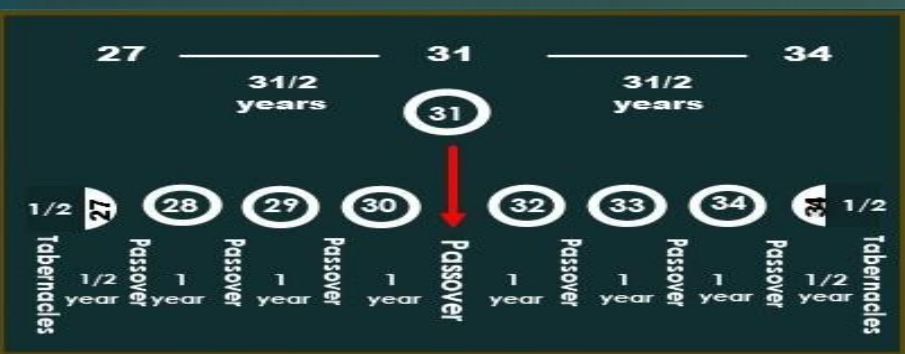 27 31 34
31/2 31/2
years years
31
1/2 27 28 29 30 32 33 34 34 1/2
Tabernacles Passover Passover Passover Passover Passover Passover Passover Tabernacles
1/2 1 1 1 1 1 1 1/2
year year year year year year year year